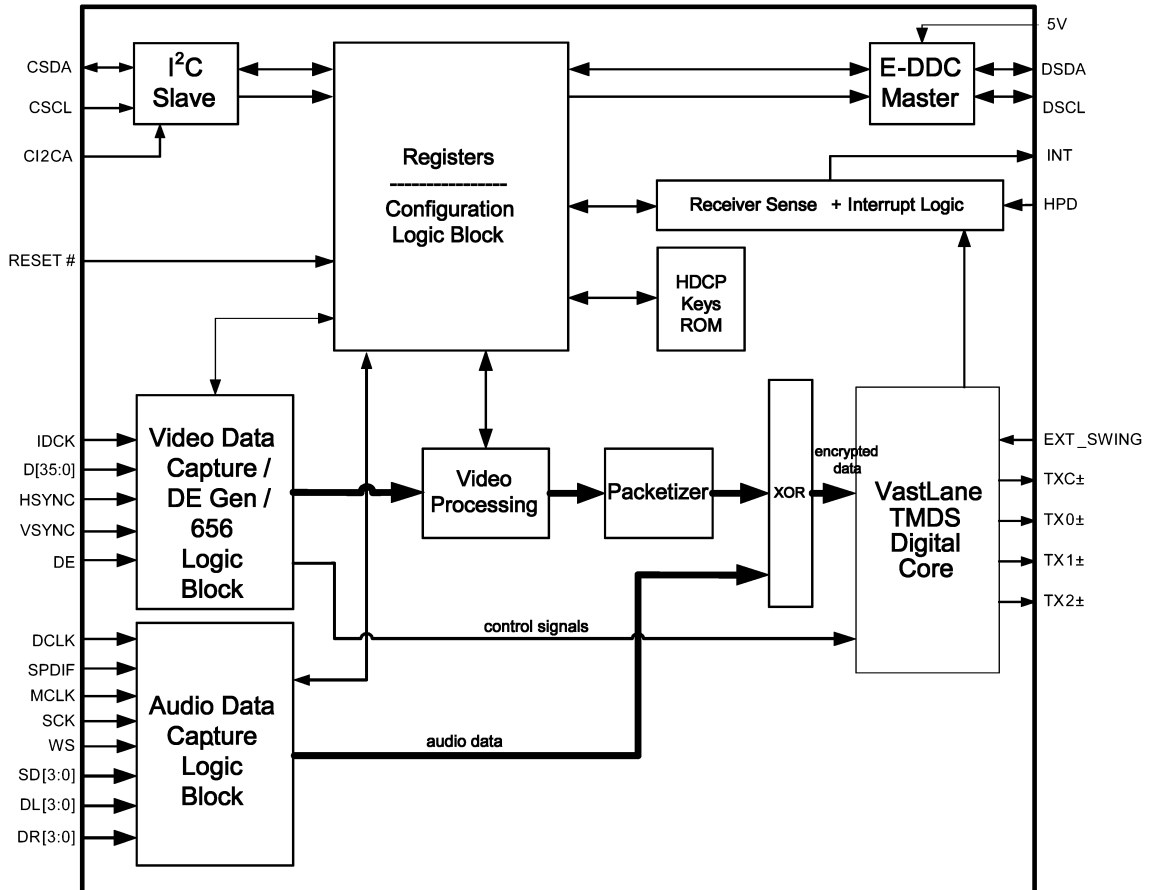 5V
CSDA
I²C
Slave
CSCL
CI2CA
E-DDC
Master
DSDA
DSCL
INT
Registers
----------------
Configuration
Logic Block
Receiver Sense + Interrupt Logic
HPD
RESET #
HDCP
Keys
ROM
IDCK
D[35:0]
HSYNC
VSYNC
DE
Video Data
Capture /
DE Gen /
656
Logic
Block
Video
Processing
Packetizer
XOR
encrypted
data
VastLane
TMDS
Digital
Core
EXT_SWING
TXC±
TX0±
TX1±
TX2±
control signals
DCLK
SPDIF
MCLK
SCK
WS
SD[3:0]
DL[3:0]
DR[3:0]
Audio Data
Capture
Logic
Block
audio data